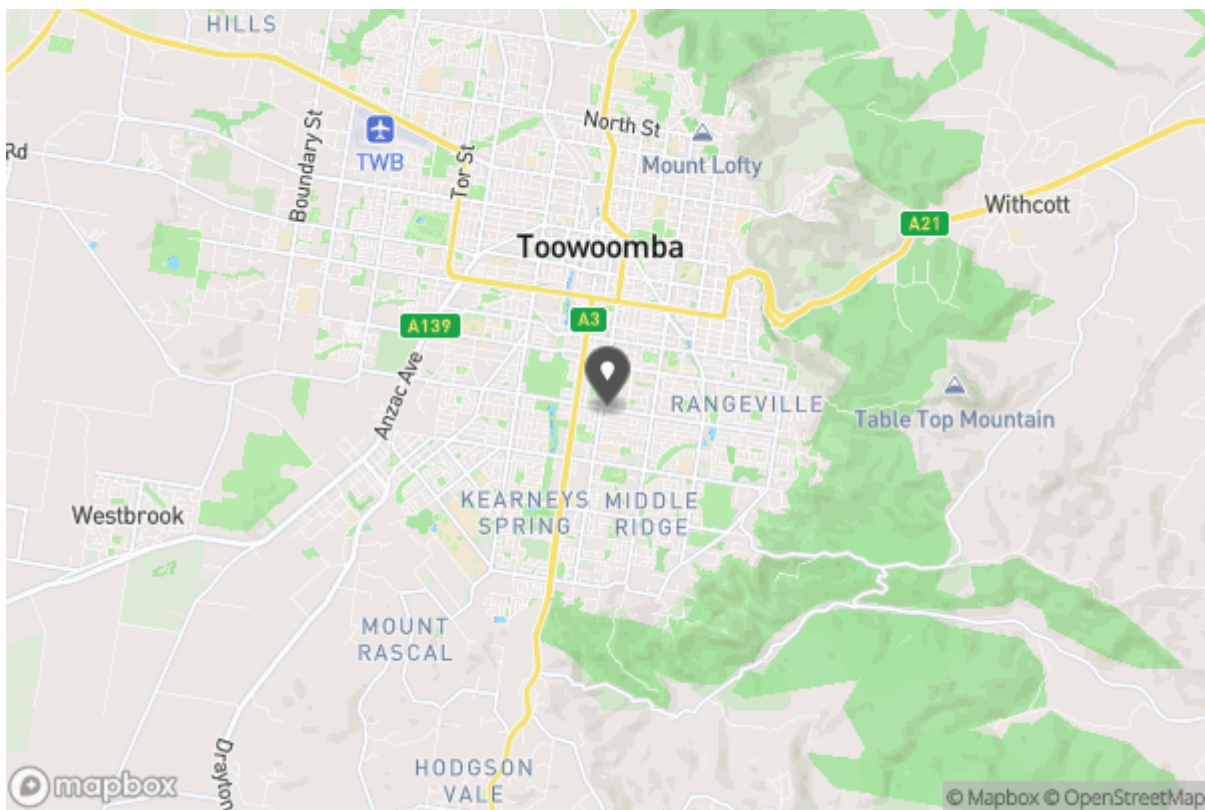 HILLS
North St
Boundary St
TWB
Rd
Tor St
Mount Lofty
Withcott
A21
Toowoomba
A3
A139
Anzac Ave
RANGEVILLE
Table Top Mountain
KEARNEYS
SPRING
MIDDLE
RIDGE
Westbrook
MOUNT
RASCAL
Drayton
HODGSON
VALE
mapbox
© Mapbox © OpenStreetMap